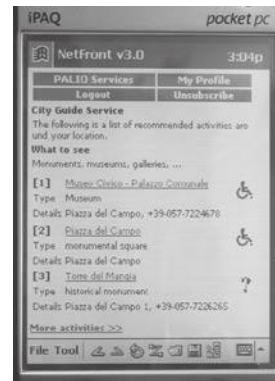 iPAQ pocket pc
NetFront v3.0 3:04p
PALIO Services My Profile
Logout Unsubscribe
City Guide Service
The following is a list of recommended activities aro
und your location.
What to see
Monuments, museums, galleries, ...
[1] Museo Civico - Palazzo Comunale
Type Museum
Details Piazza del Campo, +39-057-7224678
[2] Piazza del Campo
Type monumental square
Details Piazza del Campo
[3] Torre del Mangia ?
Type historical monument
Details Piazza del Campo 1, +39-057-7226265
More activities >>
File Tool